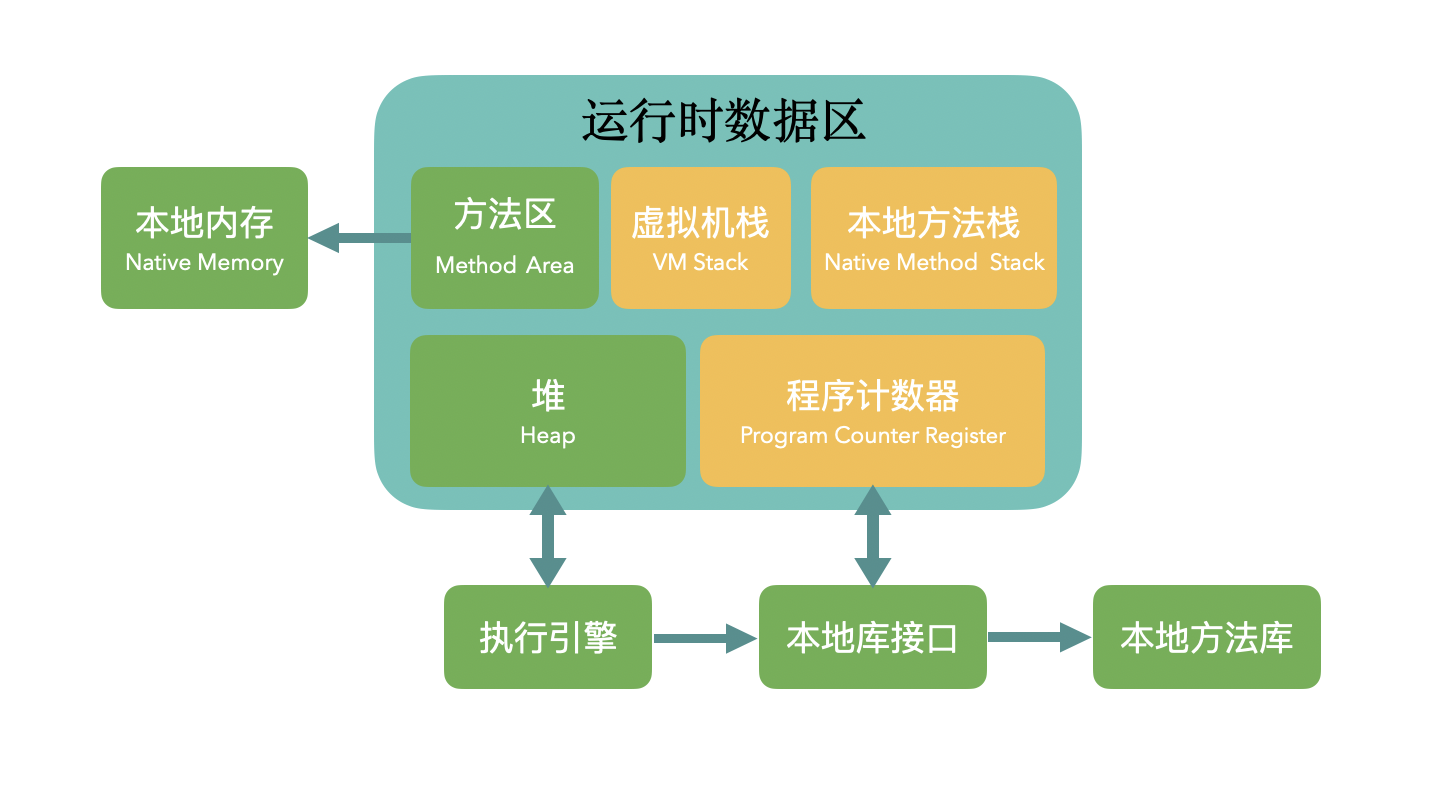 运行时数据区
本地内存
Native Memory
方法区
Method Area
虚拟机栈
VM Stack
本地方法栈
Native Method Stack
堆
Heap
程序计数器
Program Counter Register
执行引擎
本地库接口
本地方法库